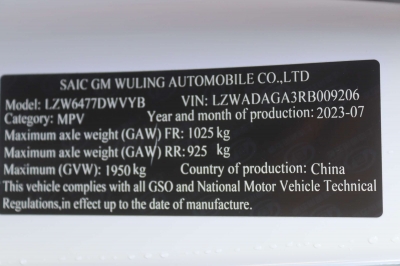 SAIC GM WULING AUTOMOBILE CO.,LTD
Model: LZW6477DWVYB VIN: LZWADAGA3RB009206
Category: MPV Year and month of production: 2023-07
Maximum axle weight (GAW) FR: 1025 kg
Maximum axle weight (GAW) RR: 925 kg
Maximum (GVW): 1950kg Country of production: China
This vehicle complies with all GSO and National Motor Vehicle Technical
Regulations,in effect up to the date of manufacture.